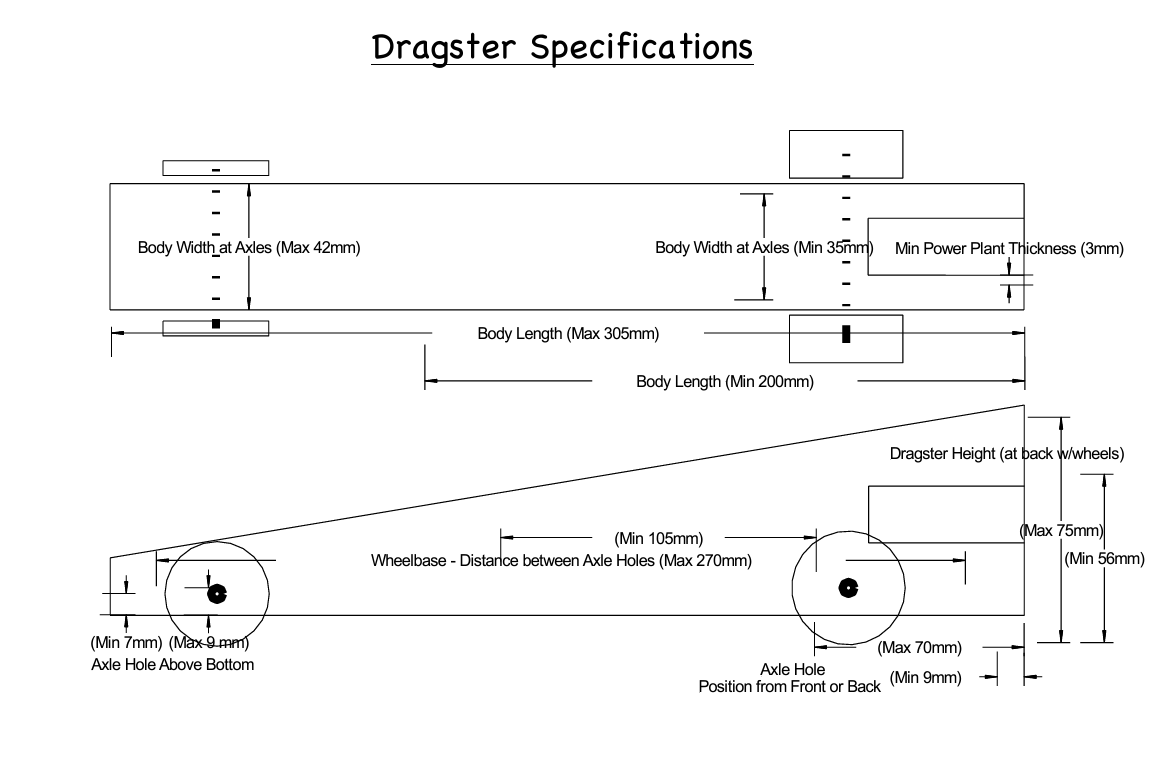 Dragster Specifications
Body Width at Axles (Max 42mm)
Body Width at Axles (Min 35mm)
Min Power Plant Thickness (3mm)
Body Length (Max 305mm)
Body Length (Min 200mm)
Dragster Height (at back w/wheels)
(Max 75mm)
(Min 105mm)
(Min 56mm)
Wheelbase - Distance between Axle Holes (Max 270mm)
(Min 7mm) (Max 9 mm)
Axle Hole Above Bottom
(Max 70mm)
Axle Hole
Position from Front or Back
(Min 9mm)